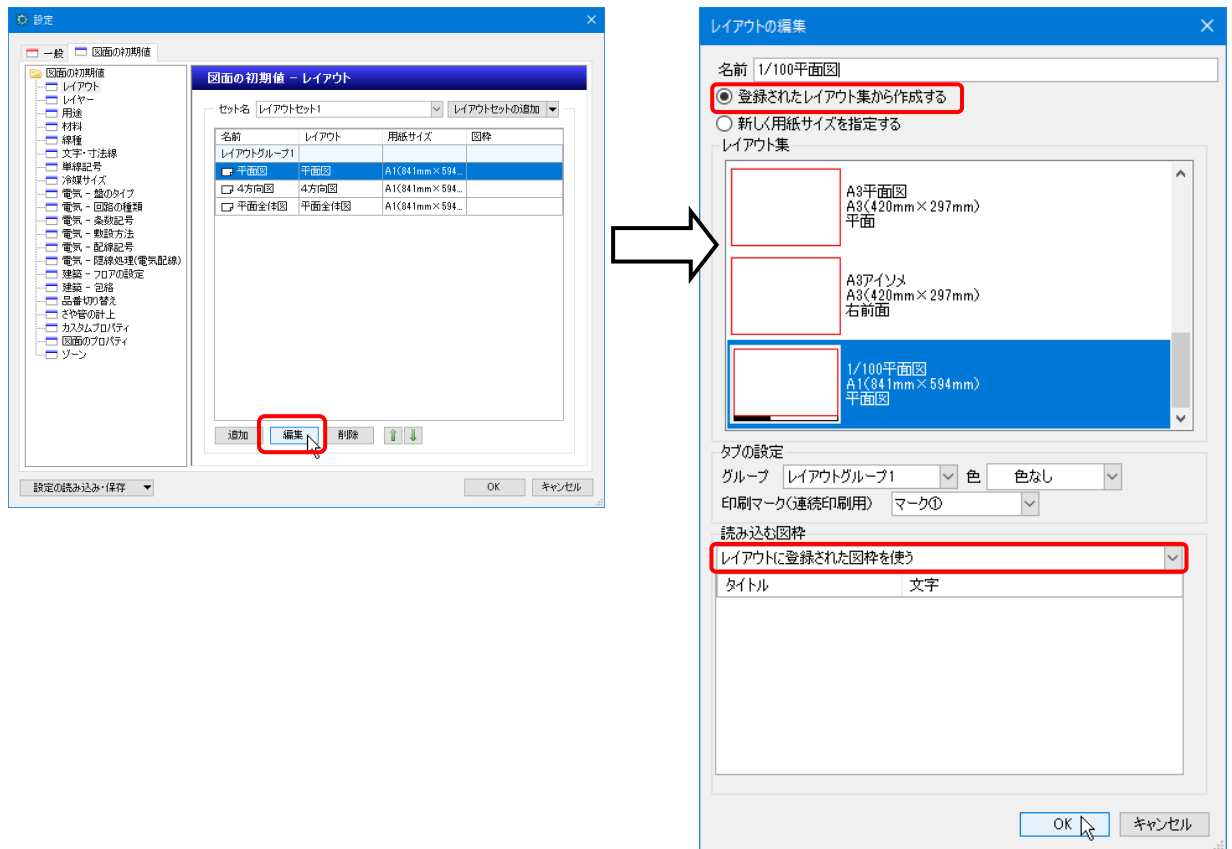 設定
一般
図面の初期値
図面の初期値
レイアウト
レイヤー
用途
材料
線種
文字・寸法線
単線記号
冷媒サイズ
電気 - 盤のタイプ
電気 - 回路の種類
電気 - 条数記号
電気 - 敷設方法
電気 - 配線記号
電気 - 隠線処理(電気配線)
建築 - フロアの設定
建築 - 包絡
品番切り替え
さや管の計上
カスタムプロパティ
図面のプロパティ
ゾーン
図面の初期値 - レイアウト
セット名 レイアウトセット1 レイアウトセットの追加
名前 レイアウト 用紙サイズ 図枠
レイアウトグループ1
平面図 平面図 A1(841mm×594...
4方向図 4方向図 A1(841mm×594...
平面全体図 平面全体図 A1(841mm×594...
追加 編集 削除
設定の読み込み・保存 OK キャンセル
レイアウトの編集
名前 1/100平面図
登録されたレイアウト集から作成する
新しく用紙サイズを指定する
レイアウト集
A3平面図
A3(420mm×297mm)
平面
A3アイソメ
A3(420mm×297mm)
右前面
1/100平面図
A1(841mm×594mm)
平面図
タブの設定
グループ レイアウトグループ1 色 色なし
印刷マーク(連続印刷用) マーク①
読み込む図枠
レイアウトに登録された図枠を使う
タイトル 文字
OK キャンセル